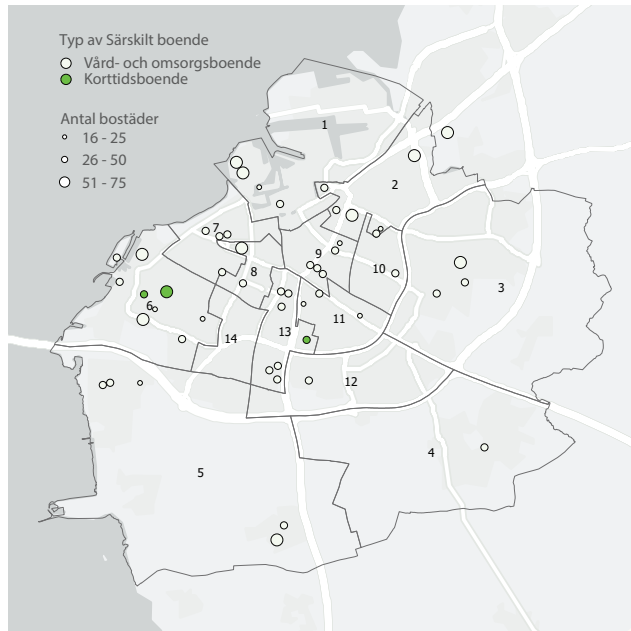 Typ av Särskilt boende
Vård- och omsorgsboende
Korttidsboende
Antal bostäder
16 - 25
26 - 50
51 - 75
1
2
7
9
8
10
3
6
11
13
14
12
4
5